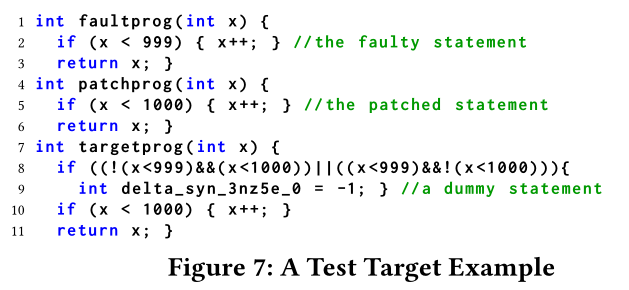 1 int faultprog(int x) {
2 if (x < 999) { x++; } //the faulty statement
3 return x; }
4 int patchprog(int x) {
5 if (x < 1000) { x++; } //the patched statement
6 return x; }
7 int targetprog(int x) {
8 if ((!(x<999)&&(x<1000))||((x<999)&&!(x<1000))){
9 int delta_syn_3nz5e_0 = -1; } //a dummy statement
10 if (x < 1000) { x++; }
11 return x; }
Figure 7: A Test Target Example